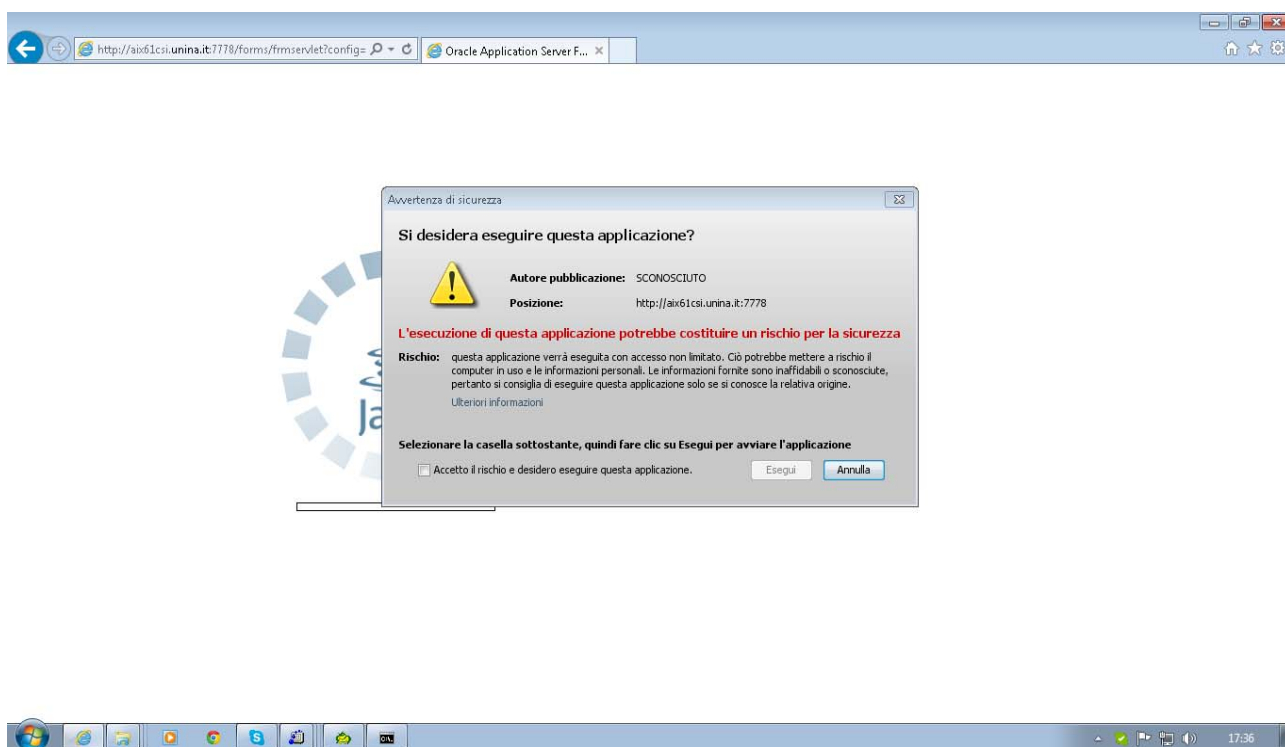 http://aix61csi.unina.it:7778/forms/frmservlet?config=
Oracle Application Server F...
Avvertenza di sicurezza
Si desidera eseguire questa applicazione?
Autore pubblicazione: SCONOSCIUTO
Posizione: http://aix61csi.unina.it:7778
L'esecuzione di questa applicazione potrebbe costituire un rischio per la sicurezza
Rischio: questa applicazione verrà eseguita con accesso non limitato. Ciò potrebbe mettere a rischio il
computer in uso e le informazioni personali. Le informazioni fornite sono inaffidabili o sconosciute,
pertanto si consiglia di eseguire questa applicazione solo se si conosce la relativa origine.
Ulteriori informazioni
Selezionare la casella sottostante, quindi fare clic su Esegui per avviare l'applicazione
Accetto il rischio e desidero eseguire questa applicazione.
Esegui
Annulla
17:36